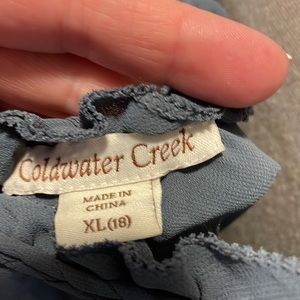 Coldwater Creek
MADE IN
CHINA
XL(18)